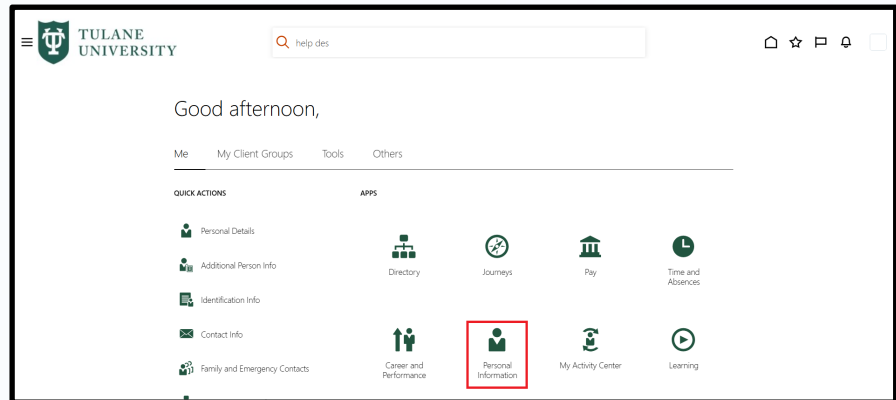 TULANE
UNIVERSITY
help des
Good afternoon,
Me My Client Groups Tools Others
QUICK ACTIONS
Personal Details
Additional Person Info
Identification Info
Contact Info
Family and Emergency Contacts
APPS
Directory
Journeys
Pay
Time and
Absences
Career and
Performance
Personal
Information
My Activity Center
Learning